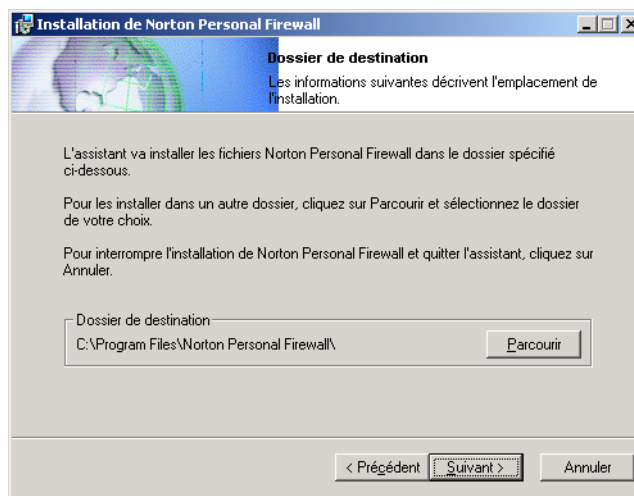 Installation de Norton Personal Firewall
Dossier de destination
Les informations suivantes décrivent l'emplacement de
l'installation.
L'assistant va installer les fichiers Norton Personal Firewall dans le dossier spécifié
ci-dessous.
Pour les installer dans un autre dossier, cliquez sur Parcourir et sélectionnez le dossier
de votre choix.
Pour interrompre l'installation de Norton Personal Firewall et quitter l'assistant, cliquez sur
Annuler.
Dossier de destination
C:\Program Files\Norton Personal Firewall\
Parcourir
< Précédent
Suivant >
Annuler